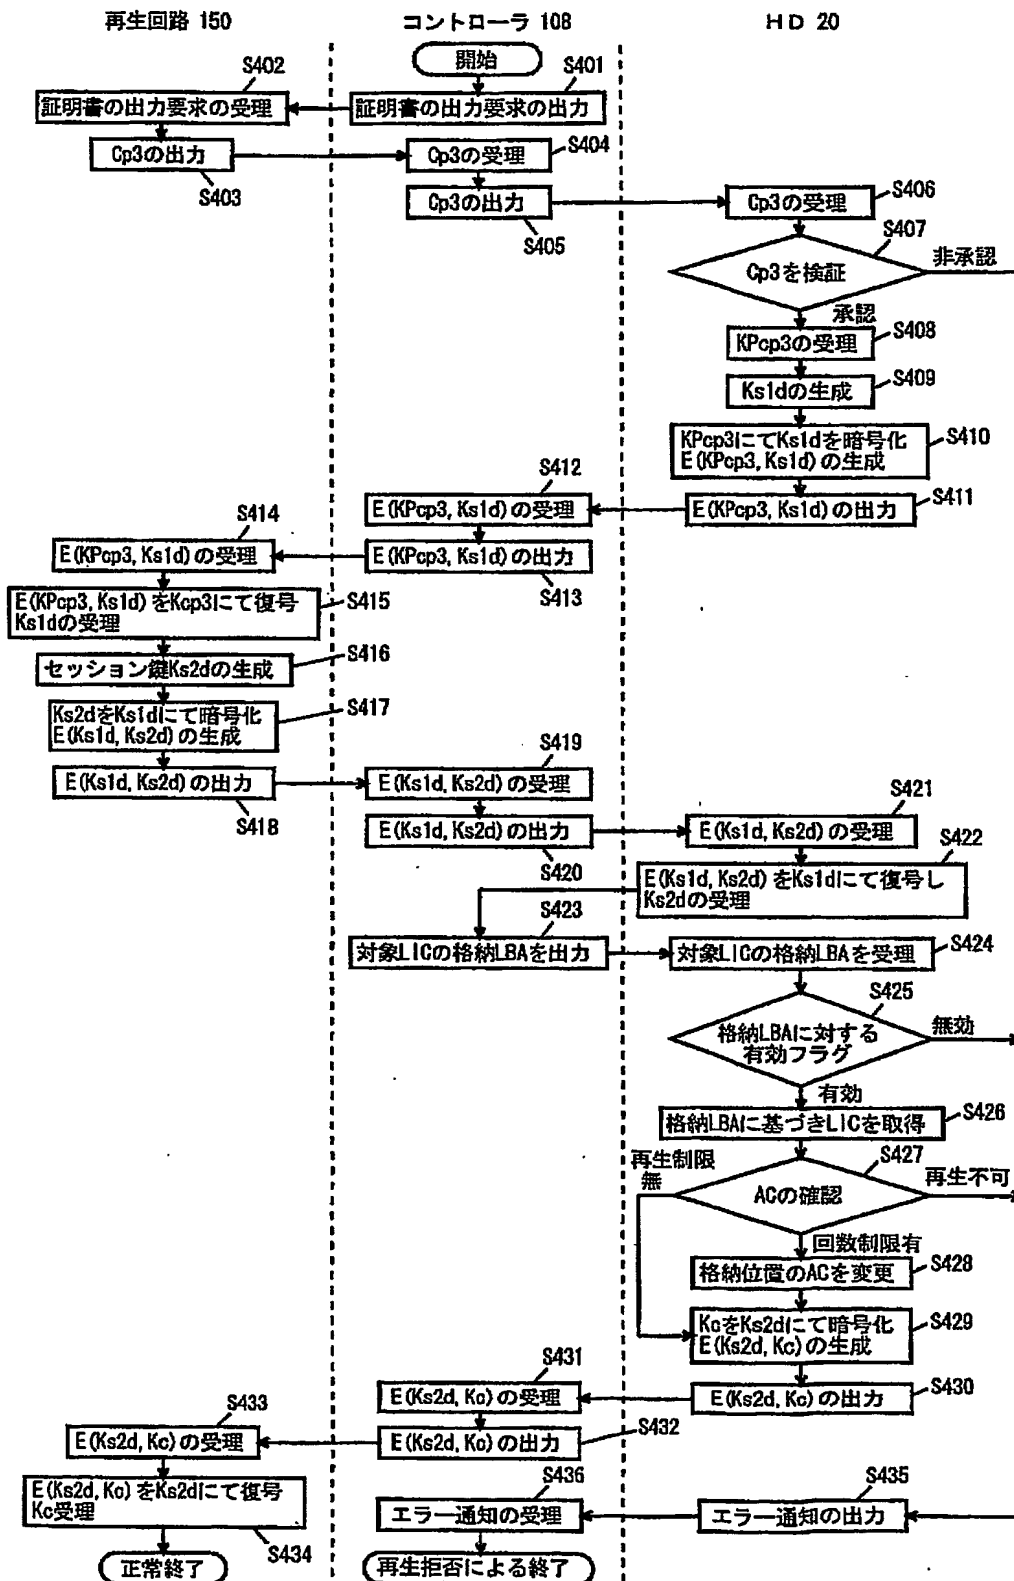 再生回路 150
コントローラ 108
HD 20
開始
S401
S402
証明書の出力要求の受理
証明書の出力要求の出力
Cp3の出力
S403
Cp3の受理
S404
Cp3の出力
S405
Cp3の受理
S406
S407
Cp3を検証
非承認
承認
KPcp3の受理
S408
Ks1dの生成
S409
KPcp3にてKs1dを暗号化
E(KPcp3, Ks1d)の生成
S410
E(KPcp3, Ks1d)の出力
S411
S412
E(KPcp3, Ks1d)の受理
E(KPcp3, Ks1d)の出力
S413
S414
E(KPcp3, Ks1d)の受理
E(KPcp3, Ks1d)をKcp3にて復号
Ks1dの受理
S415
セッション鍵Ks2dの生成
S416
Ks2dをKs1dにて暗号化
E(Ks1d, Ks2d)の生成
S417
E(Ks1d, Ks2d)の出力
S418
S419
E(Ks1d, Ks2d)の受理
E(Ks1d, Ks2d)の出力
S420
S421
E(Ks1d, Ks2d)の受理
S422
E(Ks1d, Ks2d)をKs1dにて復号し
Ks2dの受理
S423
対象LICの格納LBAを出力
対象LICの格納LBAを受理
S424
S425
格納LBAに対する
有効フラグ
無効
有効
格納LBAに基づきLICを取得
S426
S427
再生制限
無
ACの確認
再生不可
回数制限有
格納位置のACを変更
S428
KcをKs2dにて暗号化
E(Ks2d, Kc)の生成
S429
E(Ks2d, Kc)の出力
S430
S431
E(Ks2d, Kc)の受理
E(Ks2d, Kc)の出力
S432
S433
E(Ks2d, Kc)の受理
E(Ks2d, Kc)をKs2dにて復号
Kc受理
S434
正常終了
S435
エラー通知の出力
S436
エラー通知の受理
再生拒否による終了